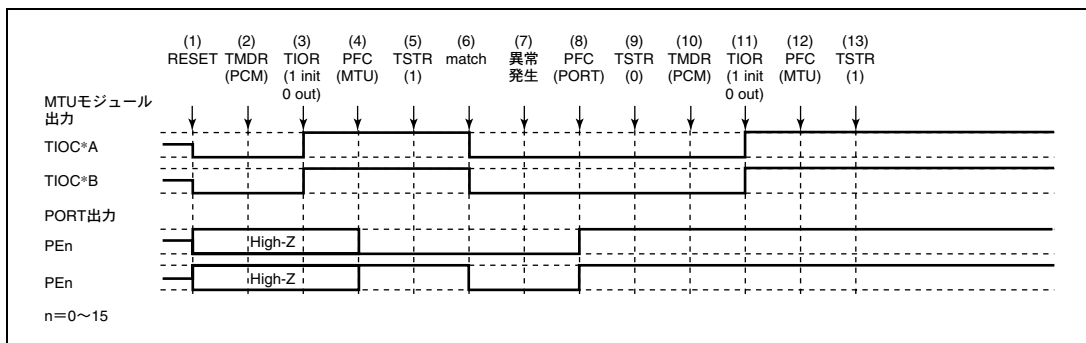 (1) (2) (3) (4) (5) (6) (7) (8) (9) (10) (11) (12) (13)
RESET TMDR TIOR PFC TSTR match 異常 PFC TSTR TMDR TIOR PFC TSTR
(PCM) (1 init (MTU) (1) 発生 (PORT) (0) (PCM) (1 init (MTU) (1)
0 out) 0 out)
MTUモジュール
出力
TIOC*A
TIOC*B
PORT出力
PEn High-Z
PEn High-Z
n=0〜15